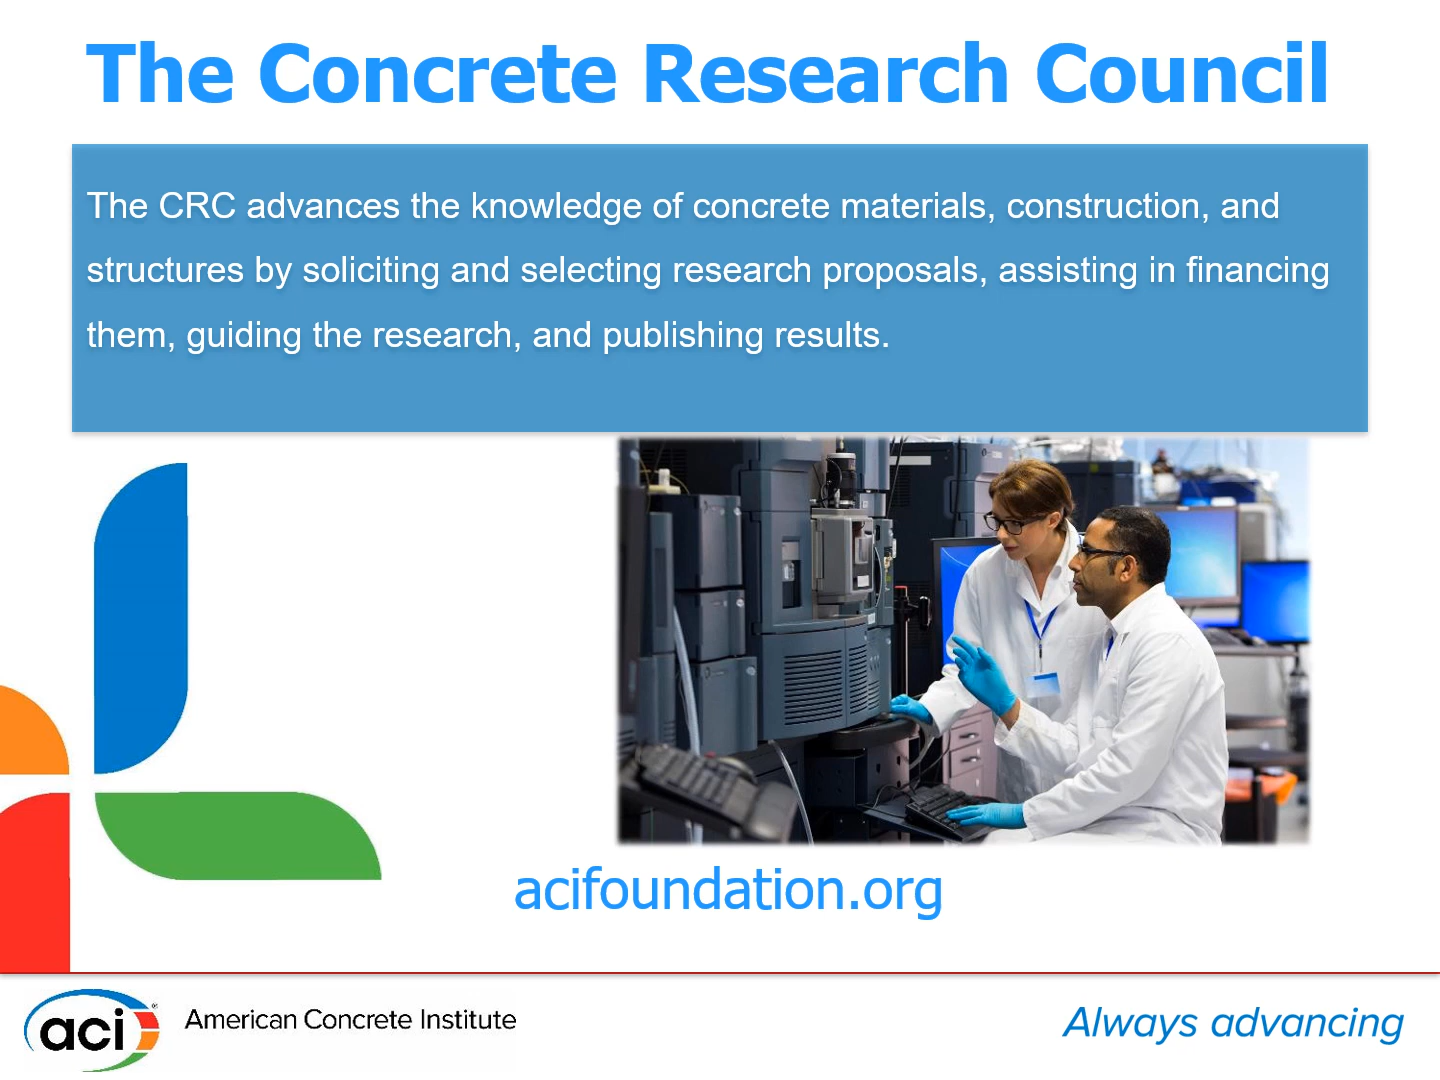 The Concrete Research Council
The CRC advances the knowledge of concrete materials, construction, and
structures by soliciting and selecting research proposals, assisting in financing
them, guiding the research, and publishing results.
acifoundation.org
aci
American Concrete Institute
Always advancing